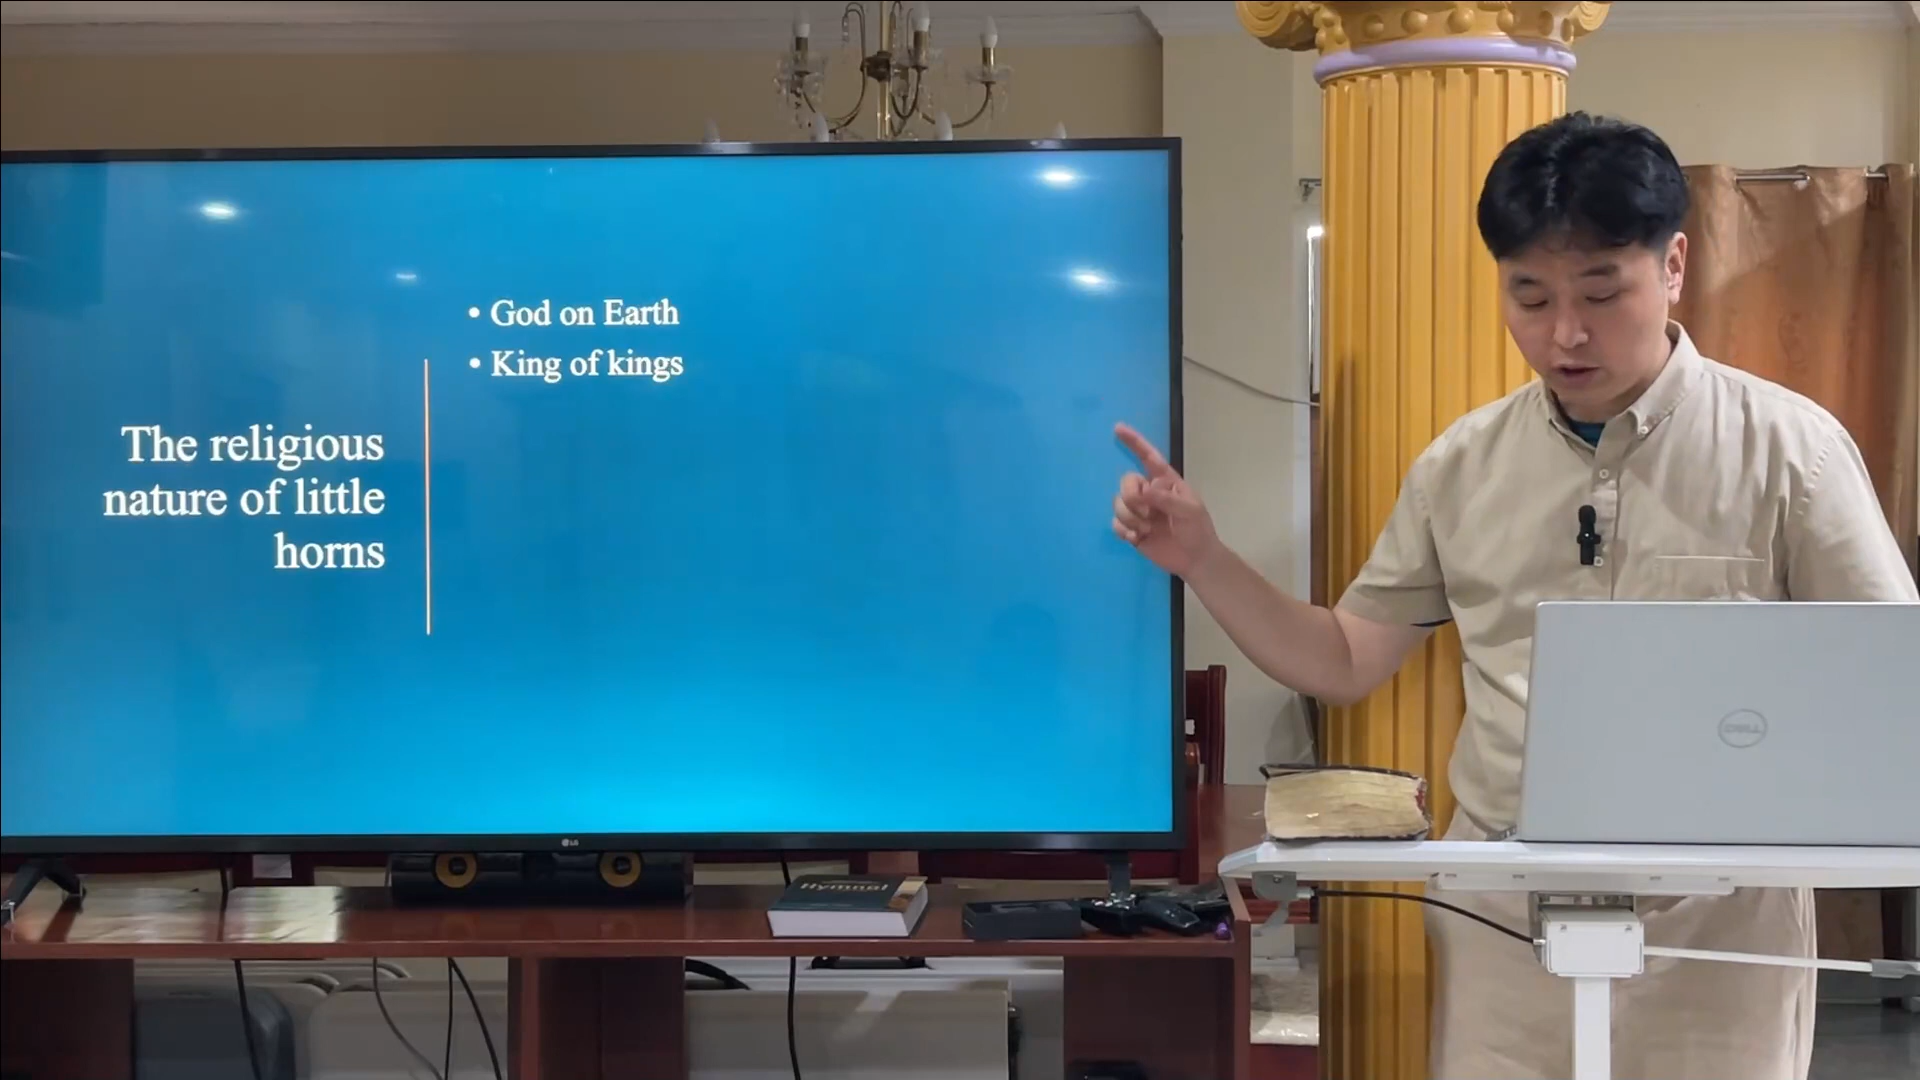 The religious
nature of little
horns
• God on Earth
• King of kings
LG
Hymnal
DELL